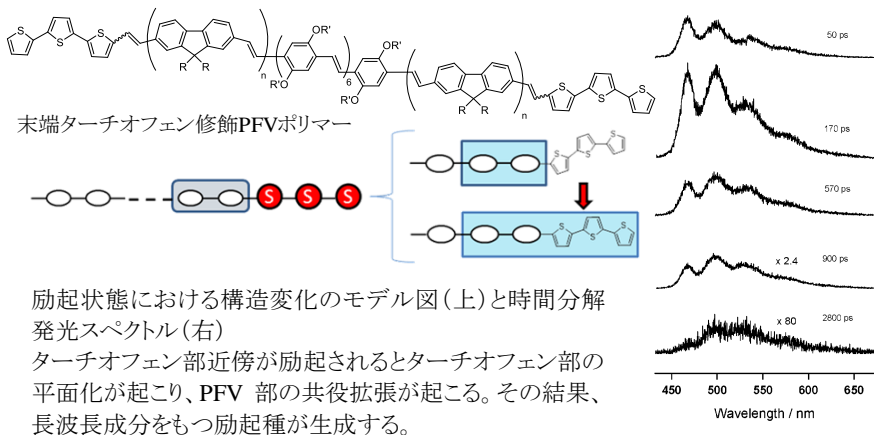 S
S
S
R
R
n
OR'
R'O
6
OR'
R'O
R
R
n
S
S
S
末端ターチオフェン修飾PFVポリマー
S
S
S
S
S
S
S
S
S
励起状態における構造変化のモデル図(上)と時間分解
発光スペクトル(右)
ターチオフェン部近傍が励起されるとターチオフェン部の
平面化が起こり、PFV 部の共役拡張が起こる。その結果、
長波長成分をもつ励起種が生成する。
50 ps
170 ps
570 ps
x 2.4
900 ps
x 80
2800 ps
450 500 550 600 650
Wavelength / nm